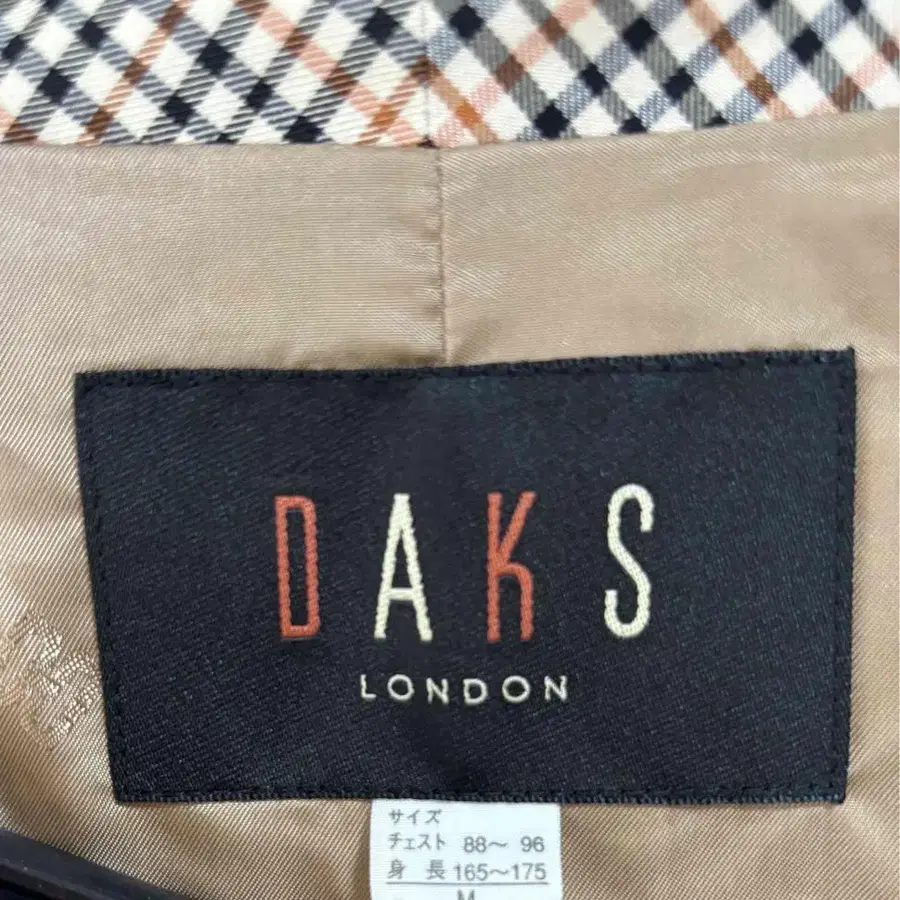 DAKS
LONDON
サイズ
チェスト 88～ 96
身 長 165～175
M